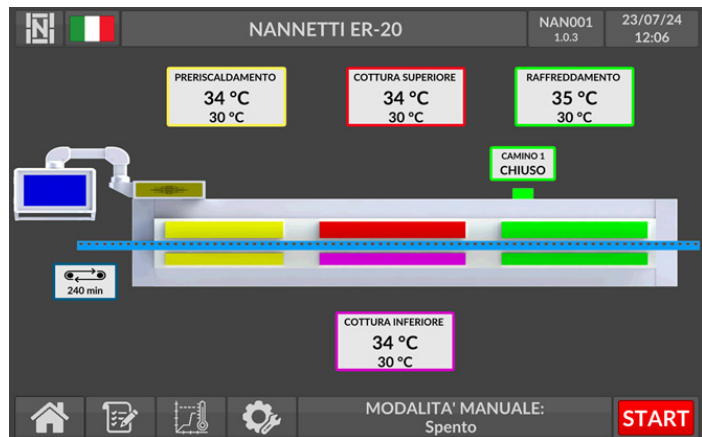 N
NANNETTI ER-20
NAN001
1.0.3
23/07/24
12:06
PRERISCALDAMENTO
34 °C
30 °C
COTTURA SUPERIORE
34 °C
30 °C
RAFFREDDAMENTO
35 °C
30 °C
CAMINO 1
CHIUSO
240 min
COTTURA INFERIORE
34 °C
30 °C
MODALITA' MANUALE:
Spento
START